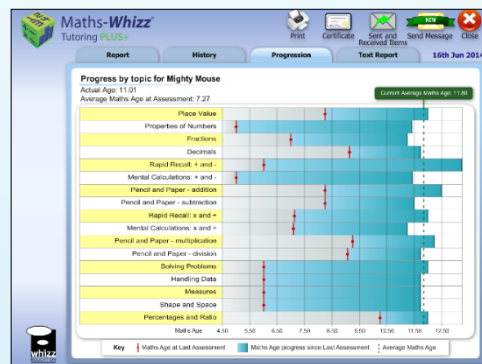 Maths-Whizz®
Tutoring PLUS+
Print
Certificate
Sent and
Received Items
NEW
Send Message
Close
Report
History
Progression
Text Report
16th Jun 2014
Progress by topic for Mighty Mouse
Actual Age: 11.01
Average Maths Age at Assessment: 7.27
Current Average Maths Age: 11.80
Place Value
Properties of Numbers
Fractions
Decimals
Rapid Recall: + and -
Mental Calculations: + and -
Pencil and Paper - addition
Pencil and Paper - subtraction
Rapid Recall: x and ÷
Mental Calculations: x and ÷
Pencil and Paper - multiplication
Pencil and Paper - division
Solving Problems
Handling Data
Measures
Shape and Space
Percentages and Ratio
Maths Age 4.50 5.50 6.50 7.50 8.50 9.50 10.50 11.50 12.50
Key Maths Age at Last Assessment Maths Age progress since Last Assessment Average Maths Age
whizz